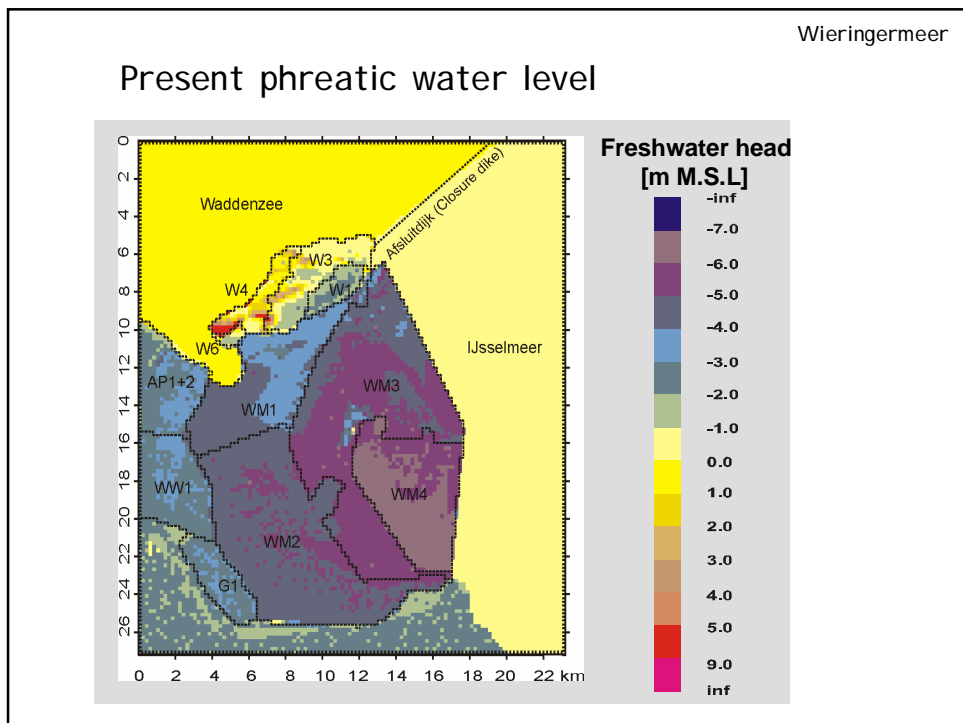 Wieringermeer
Present phreatic water level
Freshwater head
[m M.S.L]
-inf
-7.0
-6.0
-5.0
-4.0
-3.0
-2.0
-1.0
0.0
1.0
2.0
3.0
4.0
5.0
9.0
inf
0
2
4
6
8
10
12
14
16
18
20
22
24
26
Waddenzee
Afsluitdijk (Closure dike)
W3
W4
W1
W6
IJsselmeer
AP1+2
WM3
WM1
WW1
WM4
WM2
G1
0 2 4 6 8 10 12 14 16 18 20 22 km